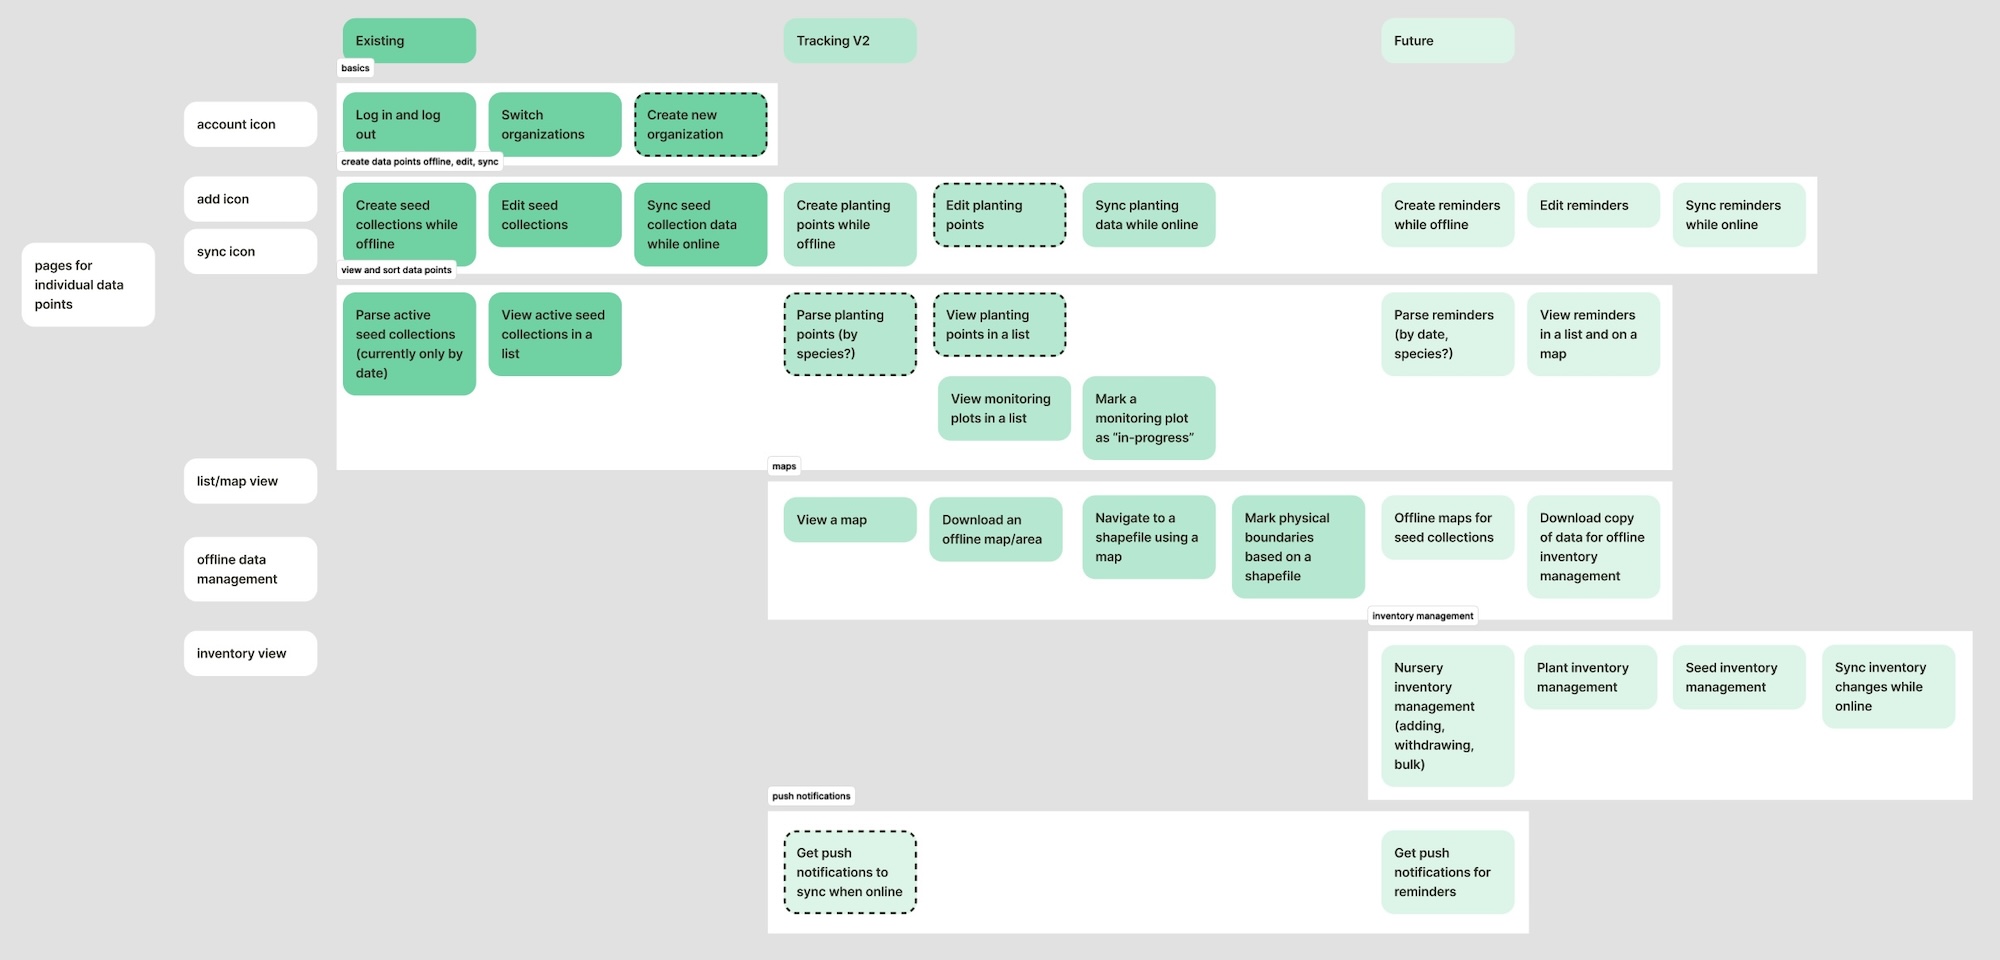 Existing
Tracking V2
Future
basics
account icon
Log in and log
out
Switch
organizations
Create new
organization
create data points offline, edit, sync
add icon
sync icon
Create seed
collections while
offline
Edit seed
collections
Sync seed
collection data
while online
Create planting
points while
offline
Edit planting
points
Sync planting
data while online
Create reminders
while offline
Edit reminders
Sync reminders
while online
pages for
individual data
points
view and sort data points
Parse active
seed collections
(currently only by
date)
View active seed
collections in a
list
Parse planting
points (by
species?)
View planting
points in a list
Parse reminders
(by date,
species?)
View reminders
in a list and on a
map
View monitoring
plots in a list
Mark a
monitoring plot
as “in-progress”
maps
list/map view
View a map
Download an
offline map/area
Navigate to a
shapefile using a
map
Mark physical
boundaries
based on a
shapefile
Offline maps for
seed collections
Download copy
of data for offline
inventory
management
offline data
management
inventory management
inventory view
Nursery
inventory
management
(adding,
withdrawing,
bulk)
Plant inventory
management
Seed inventory
management
Sync inventory
changes while
online
push notifications
Get push
notifications to
sync when online
Get push
notifications for
reminders